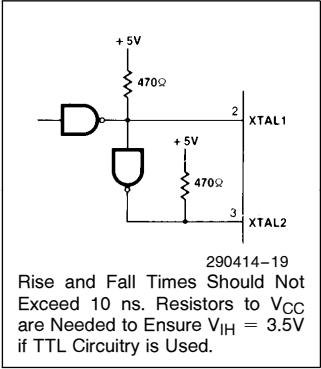 + 5V
470Ω
2
XTAL1
+ 5V
470Ω
3
XTAL2
290414–19
Rise and Fall Times Should Not
Exceed 10 ns. Resistors to VCC
are Needed to Ensure VIH = 3.5V
if TTL Circuitry is Used.